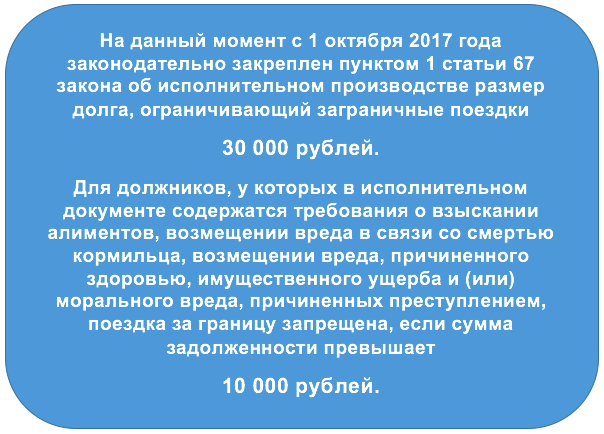 На данный момент с 1 октября 2017 года
законодательно закреплен пунктом 1 статьи 67
закона об исполнительном производстве размер
долга, ограничивающий заграничные поездки
30 000 рублей.
Для должников, у которых в исполнительном
документе содержатся требования о взыскании
алиментов, возмещении вреда в связи со смертью
кормильца, возмещении вреда, причиненного
здоровью, имущественного ущерба и (или)
морального вреда, причиненных преступлением,
поездка за границу запрещена, если сумма
задолженности превышает
10 000 рублей.